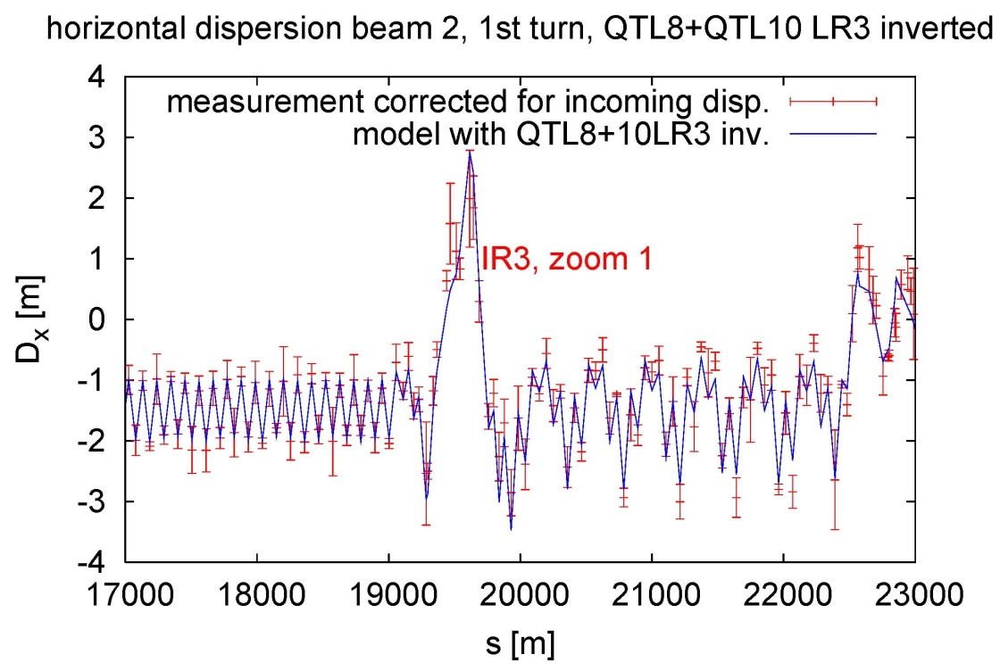 horizontal dispersion beam 2, 1st turn, QTL8+QTL10 LR3 inverted
measurement corrected for incoming disp.
model with QTL8+10LR3 inv.
IR3, zoom 1
Dx [m]
4
3
2
1
0
-1
-2
-3
-4
17000 18000 19000 20000 21000 22000 23000
s [m]